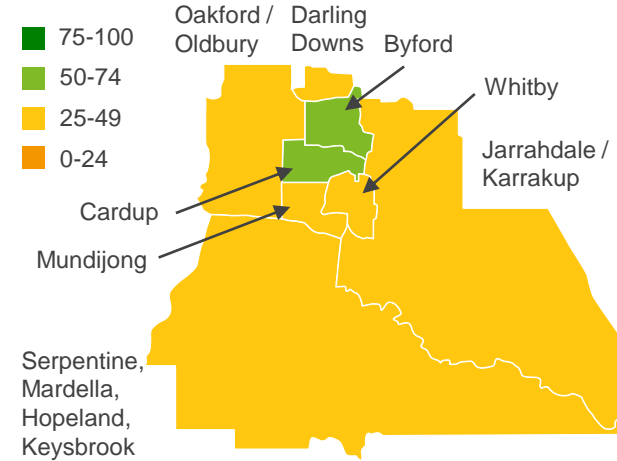 75-100
50-74
25-49
0-24
Oakford /
Oldbury
Darling
Downs
Byford
Whitby
Jarrahdale /
Karrakup
Cardup
Mundijong
Serpentine,
Mardella,
Hopeland,
Keysbrook